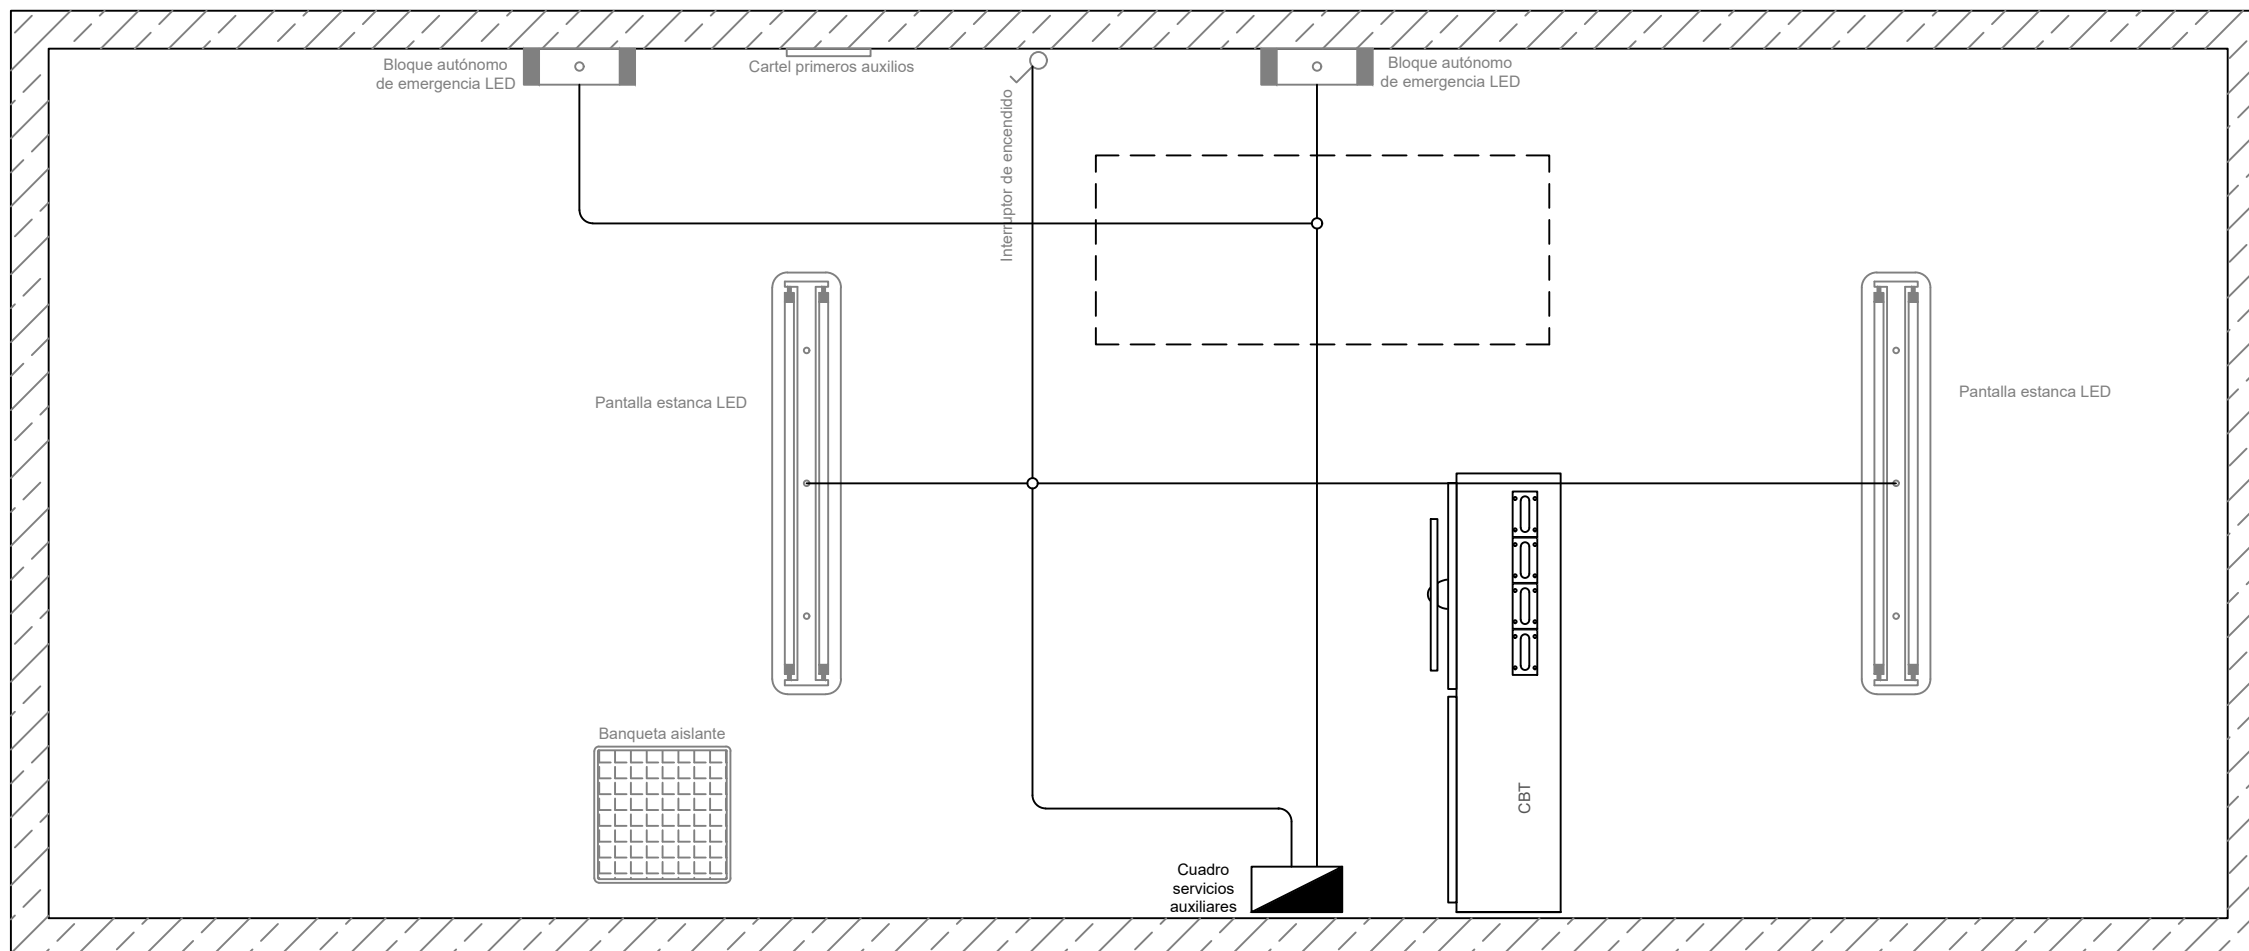 Bloque autónomo
de emergencia LED
Cartel primeros auxilios
Interruptor de encendido
Bloque autónomo
de emergencia LED
Pantalla estanca LED
Pantalla estanca LED
Banqueta aislante
CBT
Cuadro
servicios
auxiliares